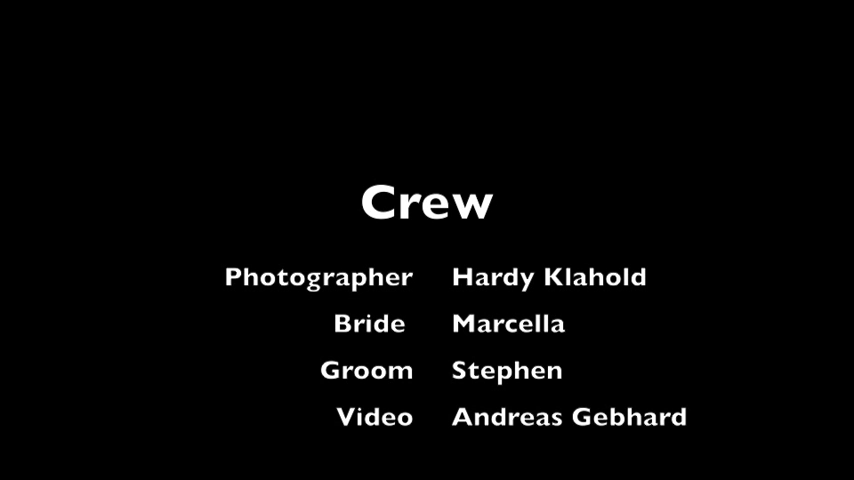 Crew
Photographer Hardy Klahold
Bride Marcella
Groom Stephen
Video Andreas Gebhard